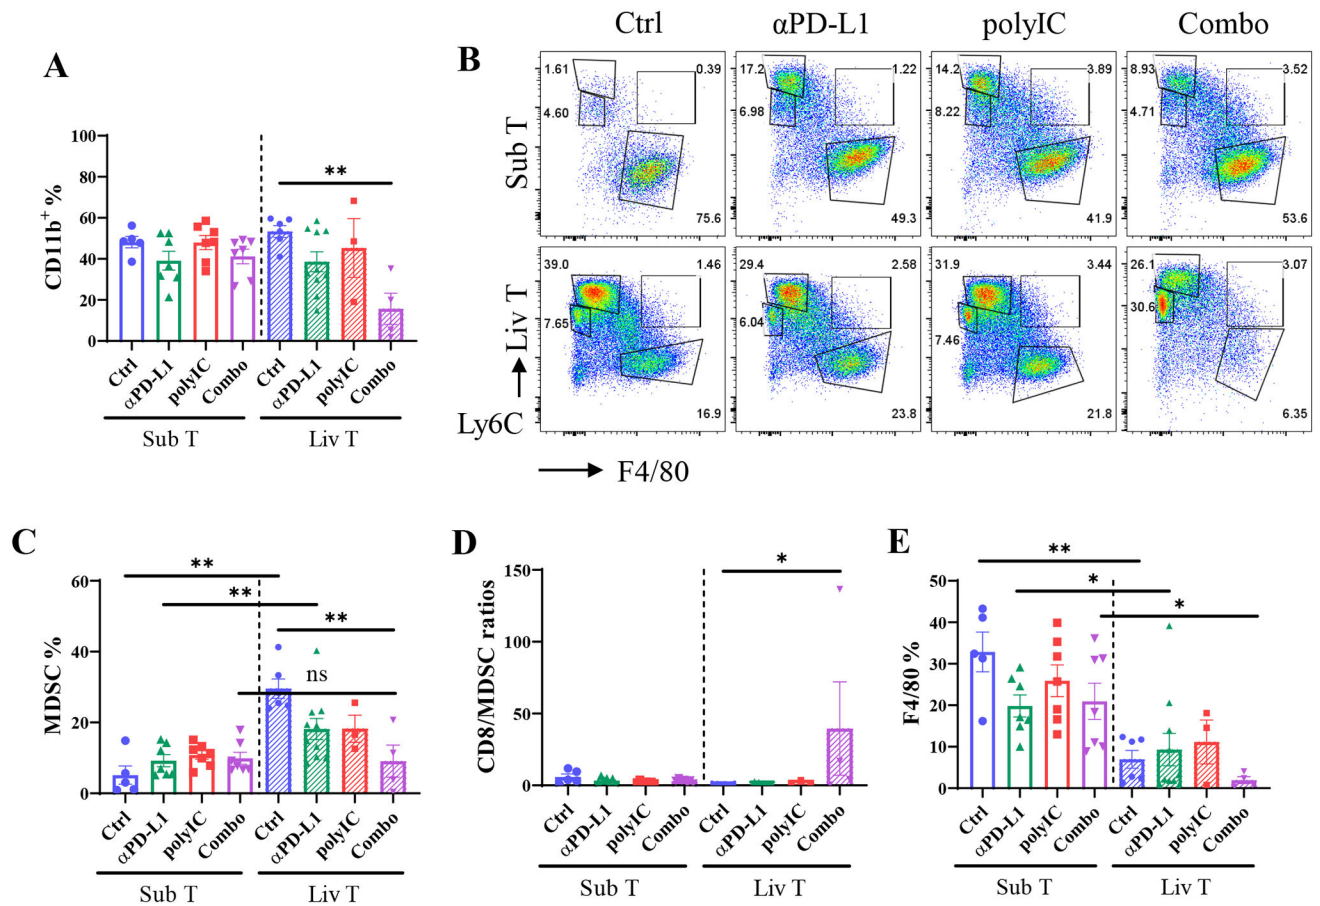 A
CD11b+ %
100
80
60
40
20
0
**
Ctrl
αPD-L1
polyIC
Combo
Ctrl
αPD-L1
polyIC
Combo
Sub T
Liv T
B
Ctrl
αPD-L1
polyIC
Combo
Sub T
1.61
0.39
4.60
75.6
17.2
1.22
6.98
49.3
14.2
3.89
8.22
41.9
8.93
3.52
4.71
53.6
Liv T
39.0
1.46
7.65
16.9
29.4
2.58
6.04
23.8
31.9
3.44
7.46
21.8
26.1
3.07
30.6
6.35
Ly6C
F4/80
C
MDSC %
60
40
20
0
**
**
**
ns
Ctrl
αPD-L1
polyIC
Combo
Ctrl
αPD-L1
polyIC
Combo
Sub T
Liv T
D
CD8/MDSC ratios
150
100
50
0
*
Ctrl
αPD-L1
polyIC
Combo
Ctrl
αPD-L1
polyIC
Combo
Sub T
Liv T
E
F4/80 %
50
40
30
20
10
0
**
*
*
Ctrl
αPD-L1
polyIC
Combo
Ctrl
αPD-L1
polyIC
Combo
Sub T
Liv T